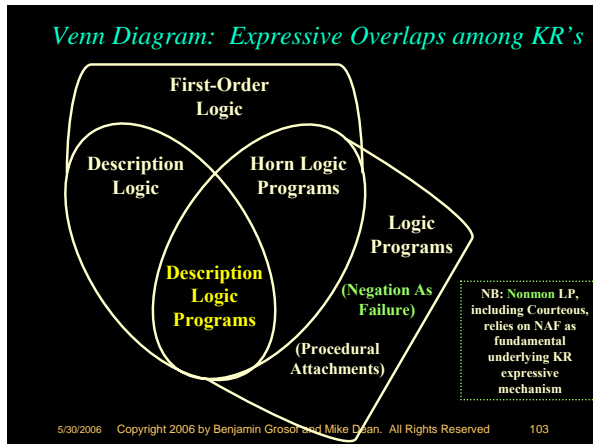 Venn Diagram: Expressive Overlaps among KR's
First-Order
Logic
Description
Logic
Horn Logic
Programs
Logic
Programs
Description
Logic
Programs
(Negation As
Failure)
(Procedural
Attachments)
NB: Nonmon LP,
including Courteous,
relies on NAF as
fundamental
underlying KR
expressive
mechanism
5/30/2006 Copyright 2006 by Benjamin Grosof and Mike Dean. All Rights Reserved 103